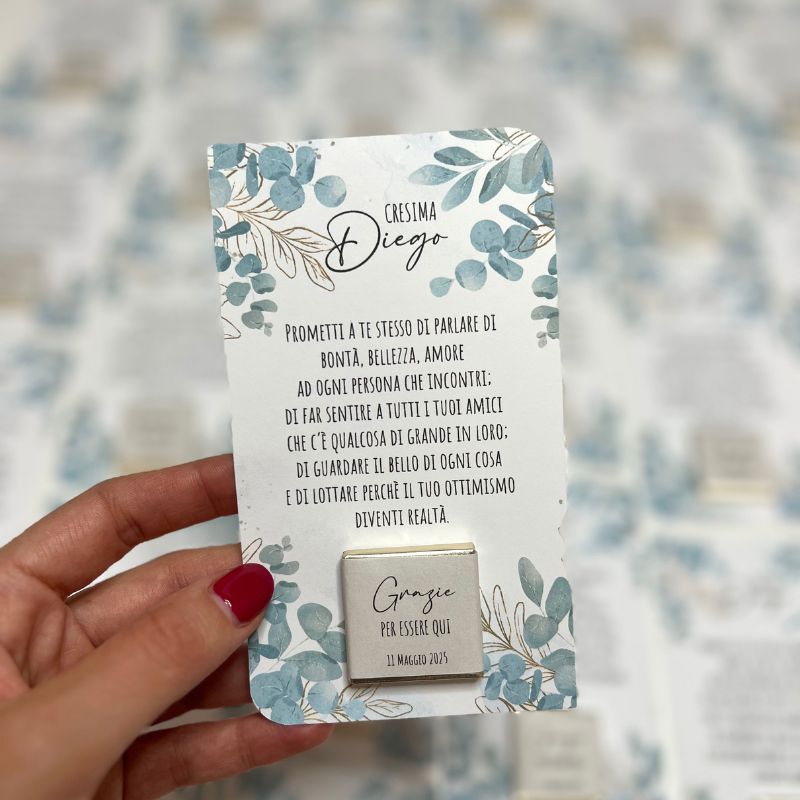 CRESIMA
Diego
PROMETTI A TE STESSO DI PARLARE DI
BONTÀ, BELLEZZA, AMORE
AD OGNI PERSONA CHE INCONTRI;
DI FAR SENTIRE A TUTTI I TUOI AMICI
CHE C'È QUALCOSA DI GRANDE IN LORO;
DI GUARDARE IL BELLO DI OGNI COSA
E DI LOTTARE PERCHÈ IL TUO OTTIMISMO
DIVENTI REALTÀ.
Grazie
PER ESSERE QUI
11 MAGGIO 2025